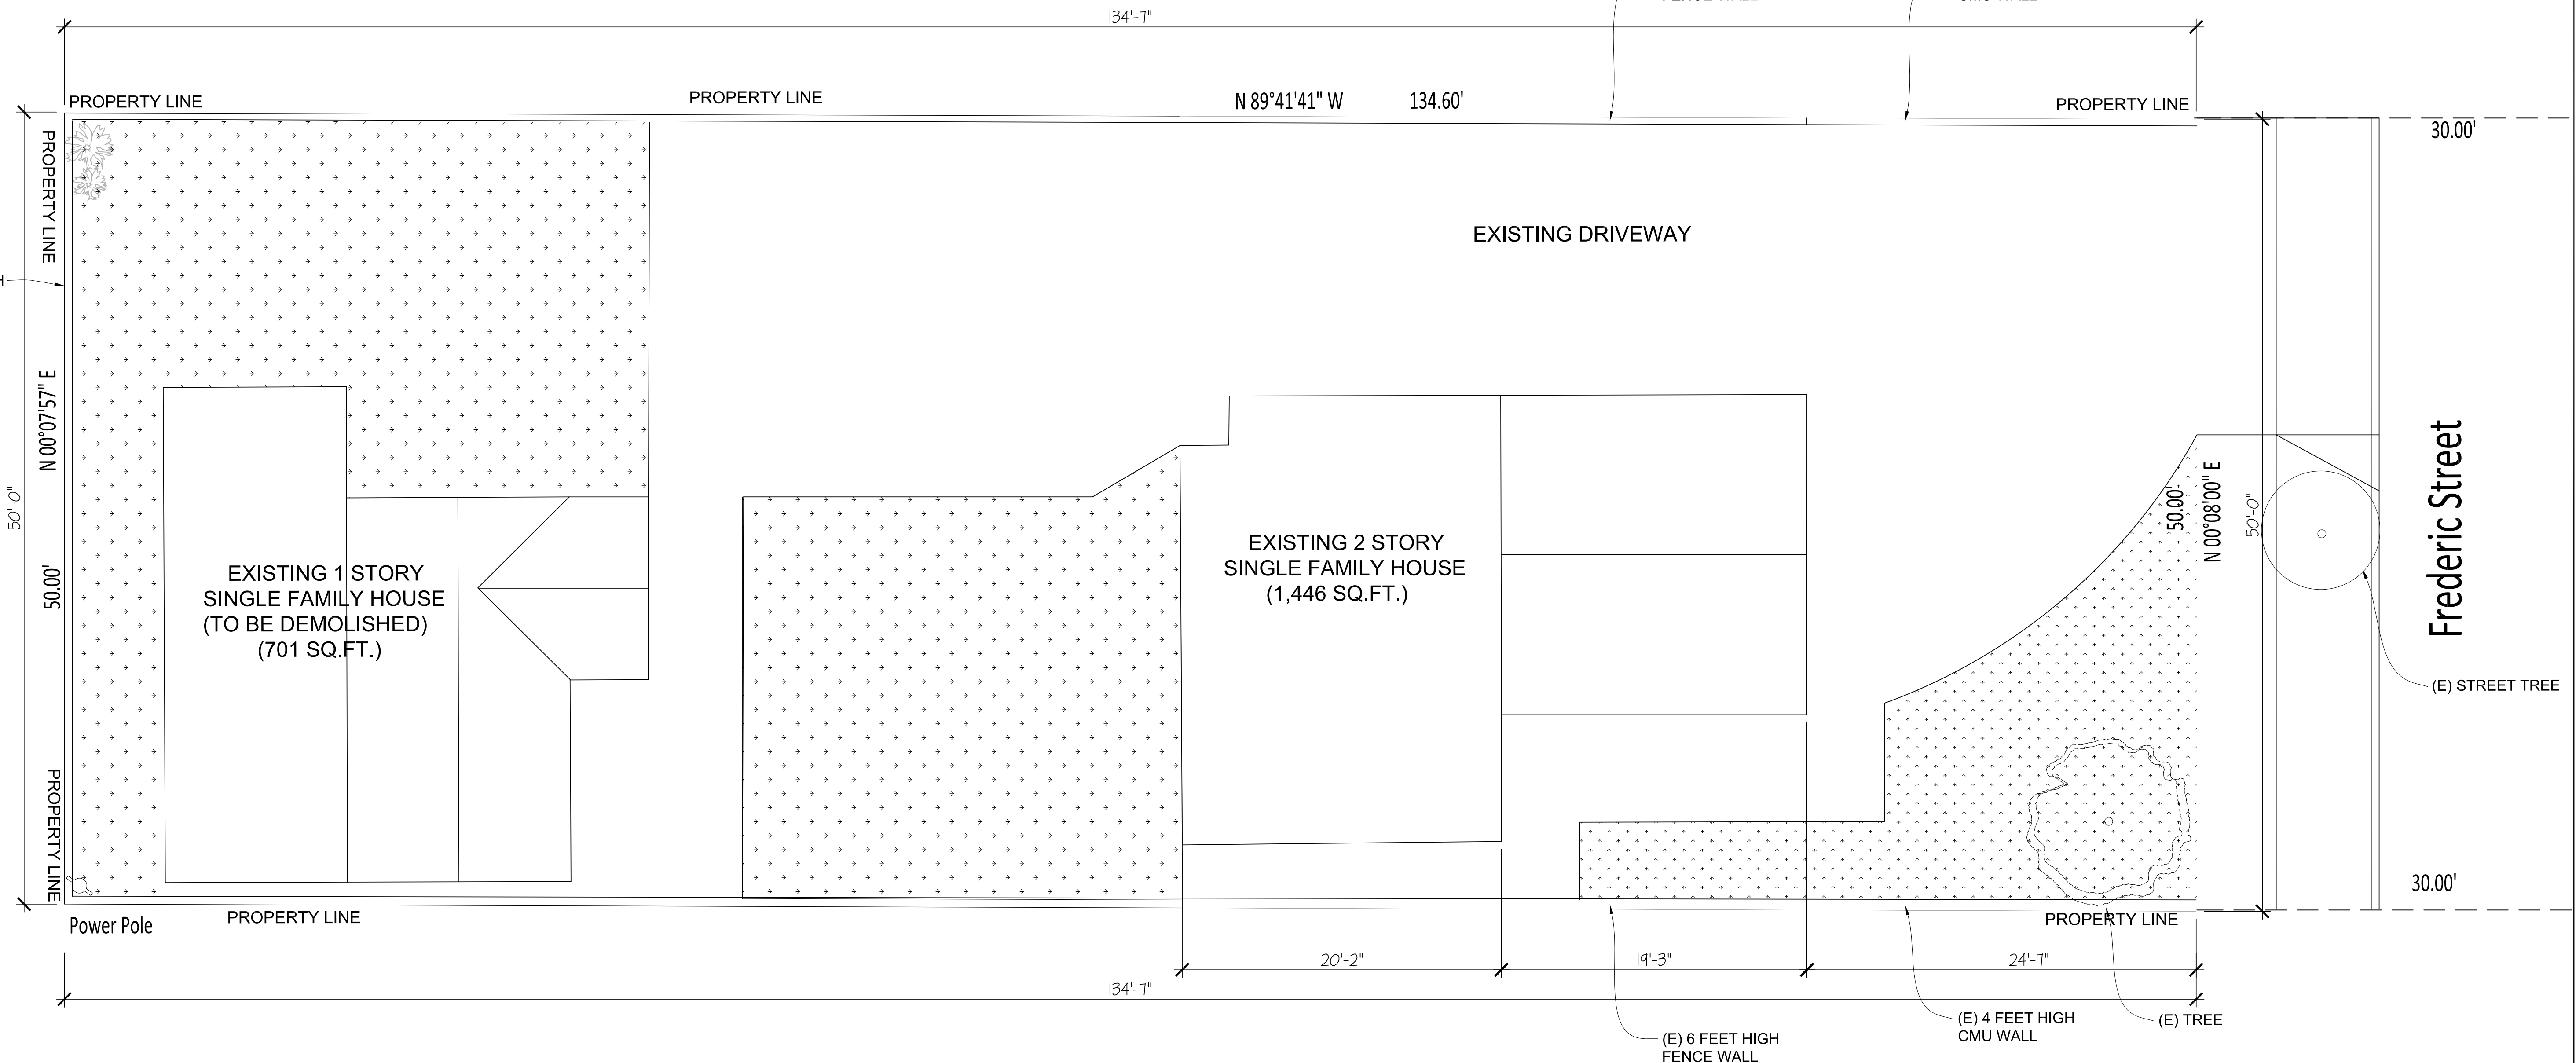 134'-7"
PROPERTY LINE
PROPERTY LINE
N 89°41'41" W
134.60'
PROPERTY LINE
30.00'
PROPERTY LINE
EXISTING DRIVEWAY
N 00°07'57" E
50'-0"
50.00'
EXISTING 1 STORY
SINGLE FAMILY HOUSE
(TO BE DEMOLISHED)
(701 SQ.FT.)
EXISTING 2 STORY
SINGLE FAMILY HOUSE
(1,446 SQ.FT.)
50.00'
N 00°08'00" E
50'-0"
Frederic Street
(E) STREET TREE
PROPERTY LINE
30.00'
Power Pole
PROPERTY LINE
PROPERTY LINE
20'-2"
19'-3"
24'-7"
134'-7"
(E) 6 FEET HIGH
FENCE WALL
(E) 4 FEET HIGH
CMU WALL
(E) TREE